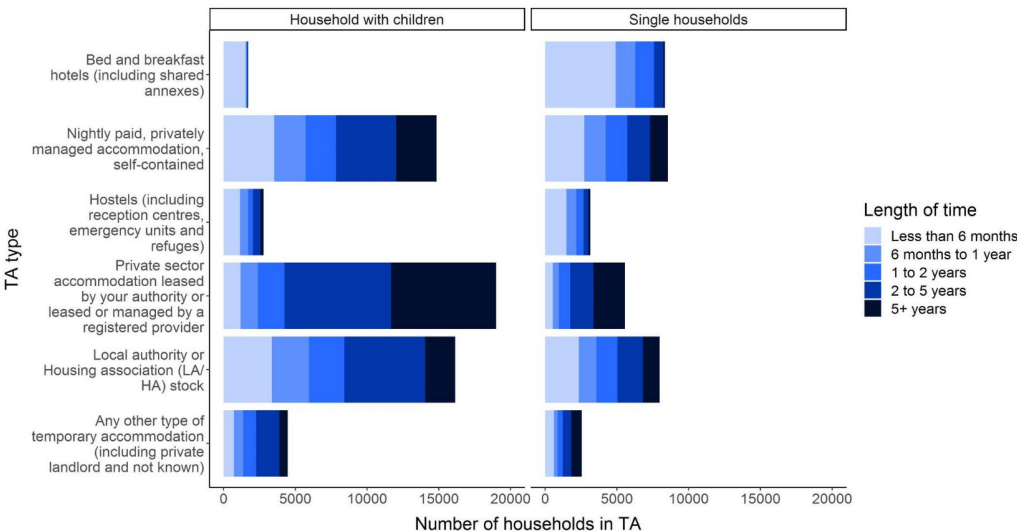 Household with children
Single households
TA type
Bed and breakfast
hotels (including shared
annexes)
Nightly paid, privately
managed accommodation,
self-contained
Hostels (including
reception centres,
emergency units and
refuges)
Private sector
accommodation leased
by your authority or
leased or managed by a
registered provider
Local authority or
Housing association (LA/
HA) stock
Any other type of
temporary accommodation
(including private
landlord and not known)
0 5000 10000 15000 20000
0 5000 10000 15000 20000
Number of households in TA
Length of time
Less than 6 months
6 months to 1 year
1 to 2 years
2 to 5 years
5+ years